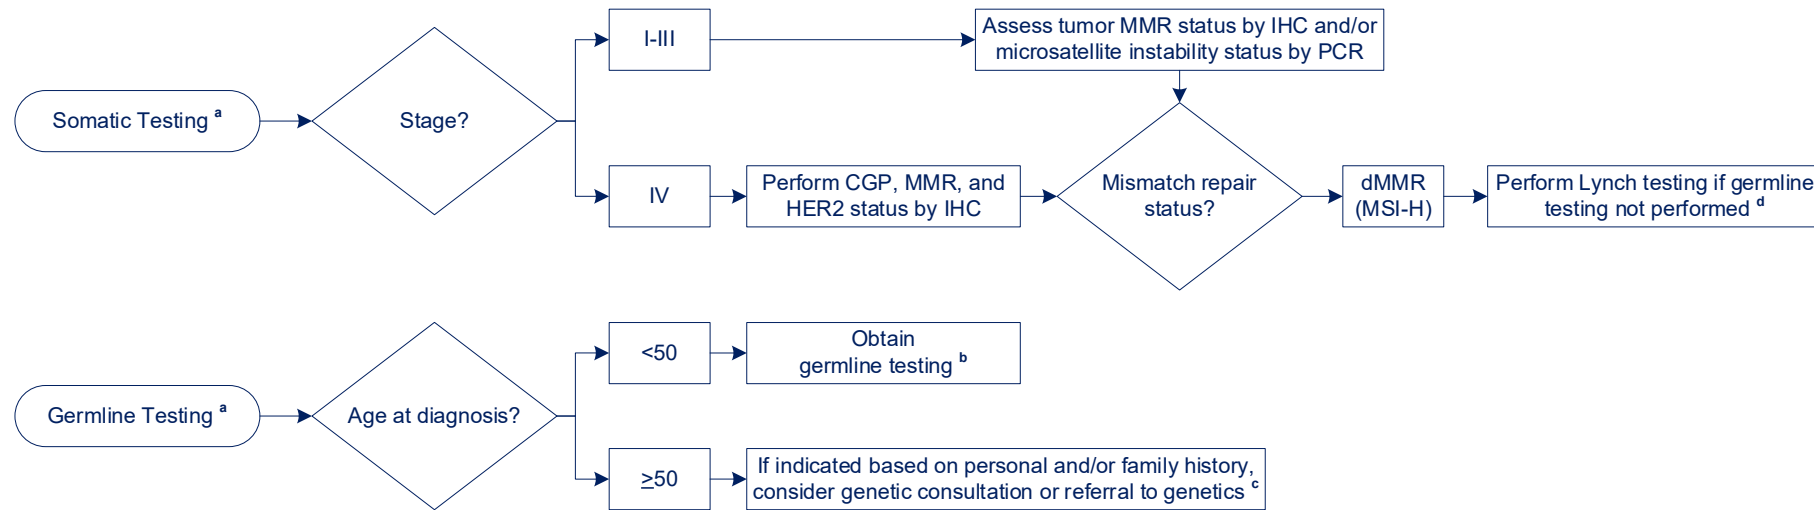 Somatic Testing a
Stage?
I-III
Assess tumor MMR status by IHC and/or
microsatellite instability status by PCR
IV
Perform CGP, MMR, and
HER2 status by IHC
Mismatch repair
status?
dMMR
(MSI-H)
Perform Lynch testing if germline
testing not performed d
Germline Testing a
Age at diagnosis?
<50
Obtain
germline testing b
≥50
If indicated based on personal and/or family history,
consider genetic consultation or referral to genetics c